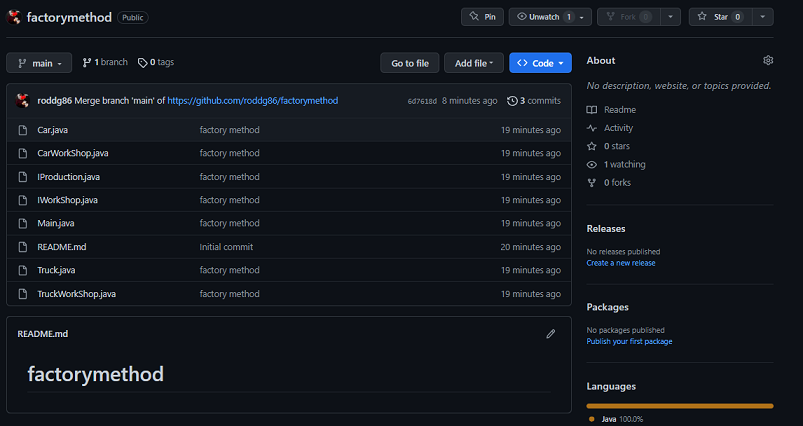 factorymethod Public
Pin Unwatch 1 Fork 0 Star 0
main 1 branch 0 tags Go to file Add file Code
roddg86 Merge branch 'main' of https://github.com/roddg86/factorymethod 6d7618d 8 minutes ago 3 commits
Car.java factory method 19 minutes ago
CarWorkShop.java factory method 19 minutes ago
IProduction.java factory method 19 minutes ago
IWorkShop.java factory method 19 minutes ago
Main.java factory method 19 minutes ago
README.md Initial commit 20 minutes ago
Truck.java factory method 19 minutes ago
TruckWorkShop.java factory method 19 minutes ago
README.md
factorymethod
About
No description, website, or topics provided.
Readme
Activity
0 stars
1 watching
0 forks
Releases
No releases published
Create a new release
Packages
No packages published
Publish your first package
Languages
Java 100.0%